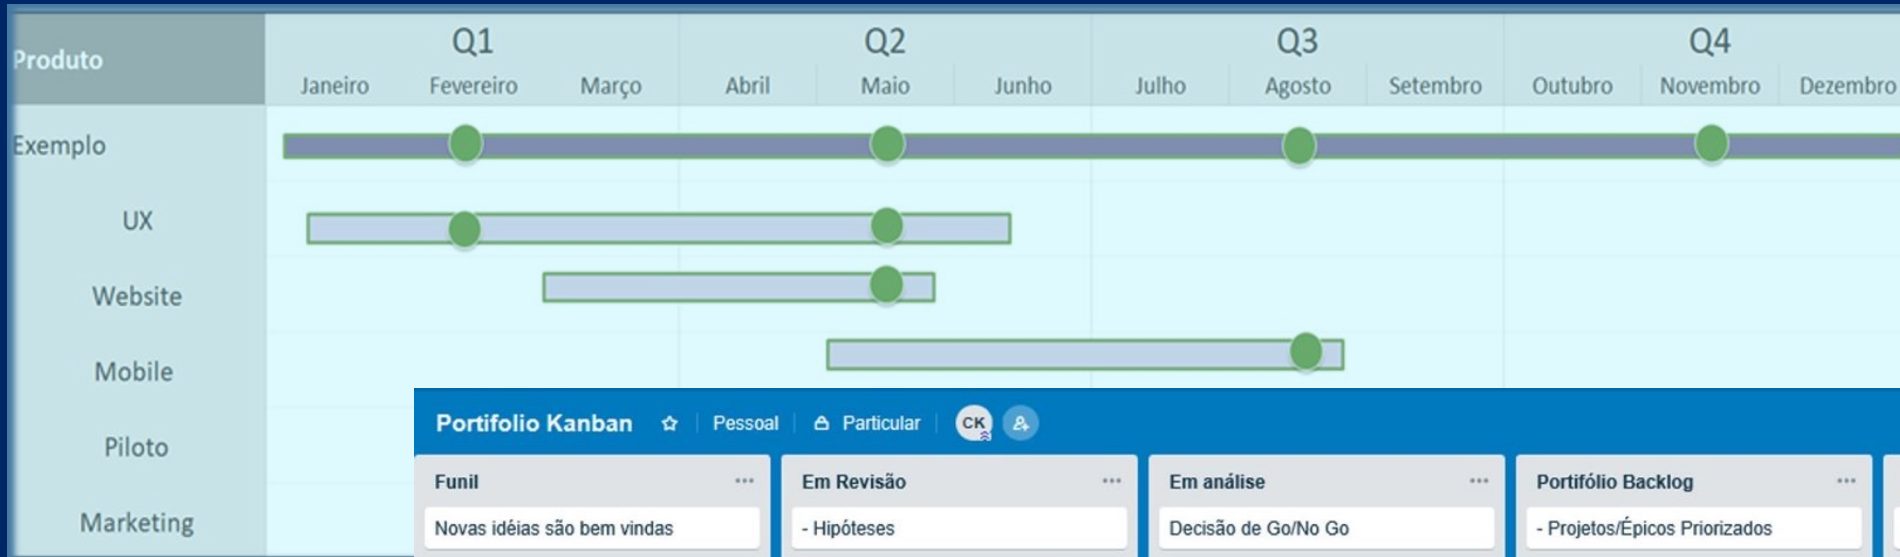 Produto
Q1 Q2 Q3 Q4
Janeiro Fevereiro Março Abril Maio Junho Julho Agosto Setembro Outubro Novembro Dezembro
Exemplo
UX
Website
Mobile
Piloto
Marketing
Portifolio Kanban Pessoal Particular CK
Funil ... Em Revisão ... Em análise ... Portifólio Backlog ...
Novas idéias são bem vindas - Hipóteses Decisão de Go/No Go - Projetos/Épicos Priorizados